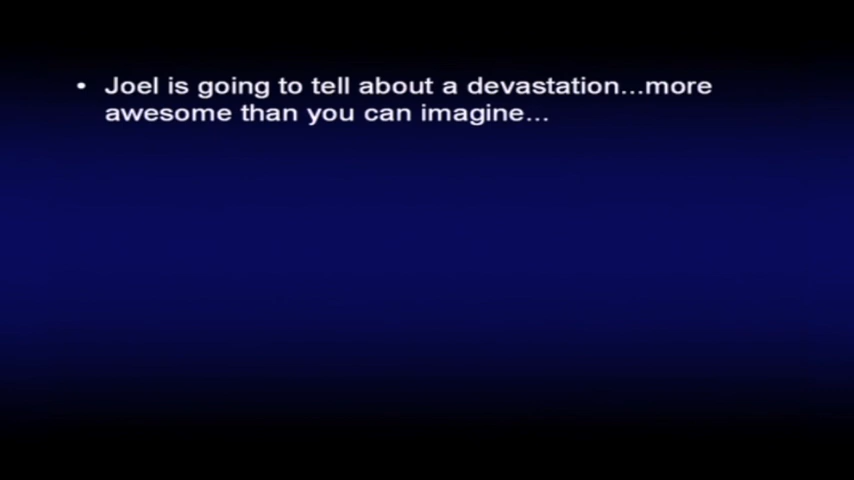 • Joel is going to tell about a devastation...more
awesome than you can imagine...